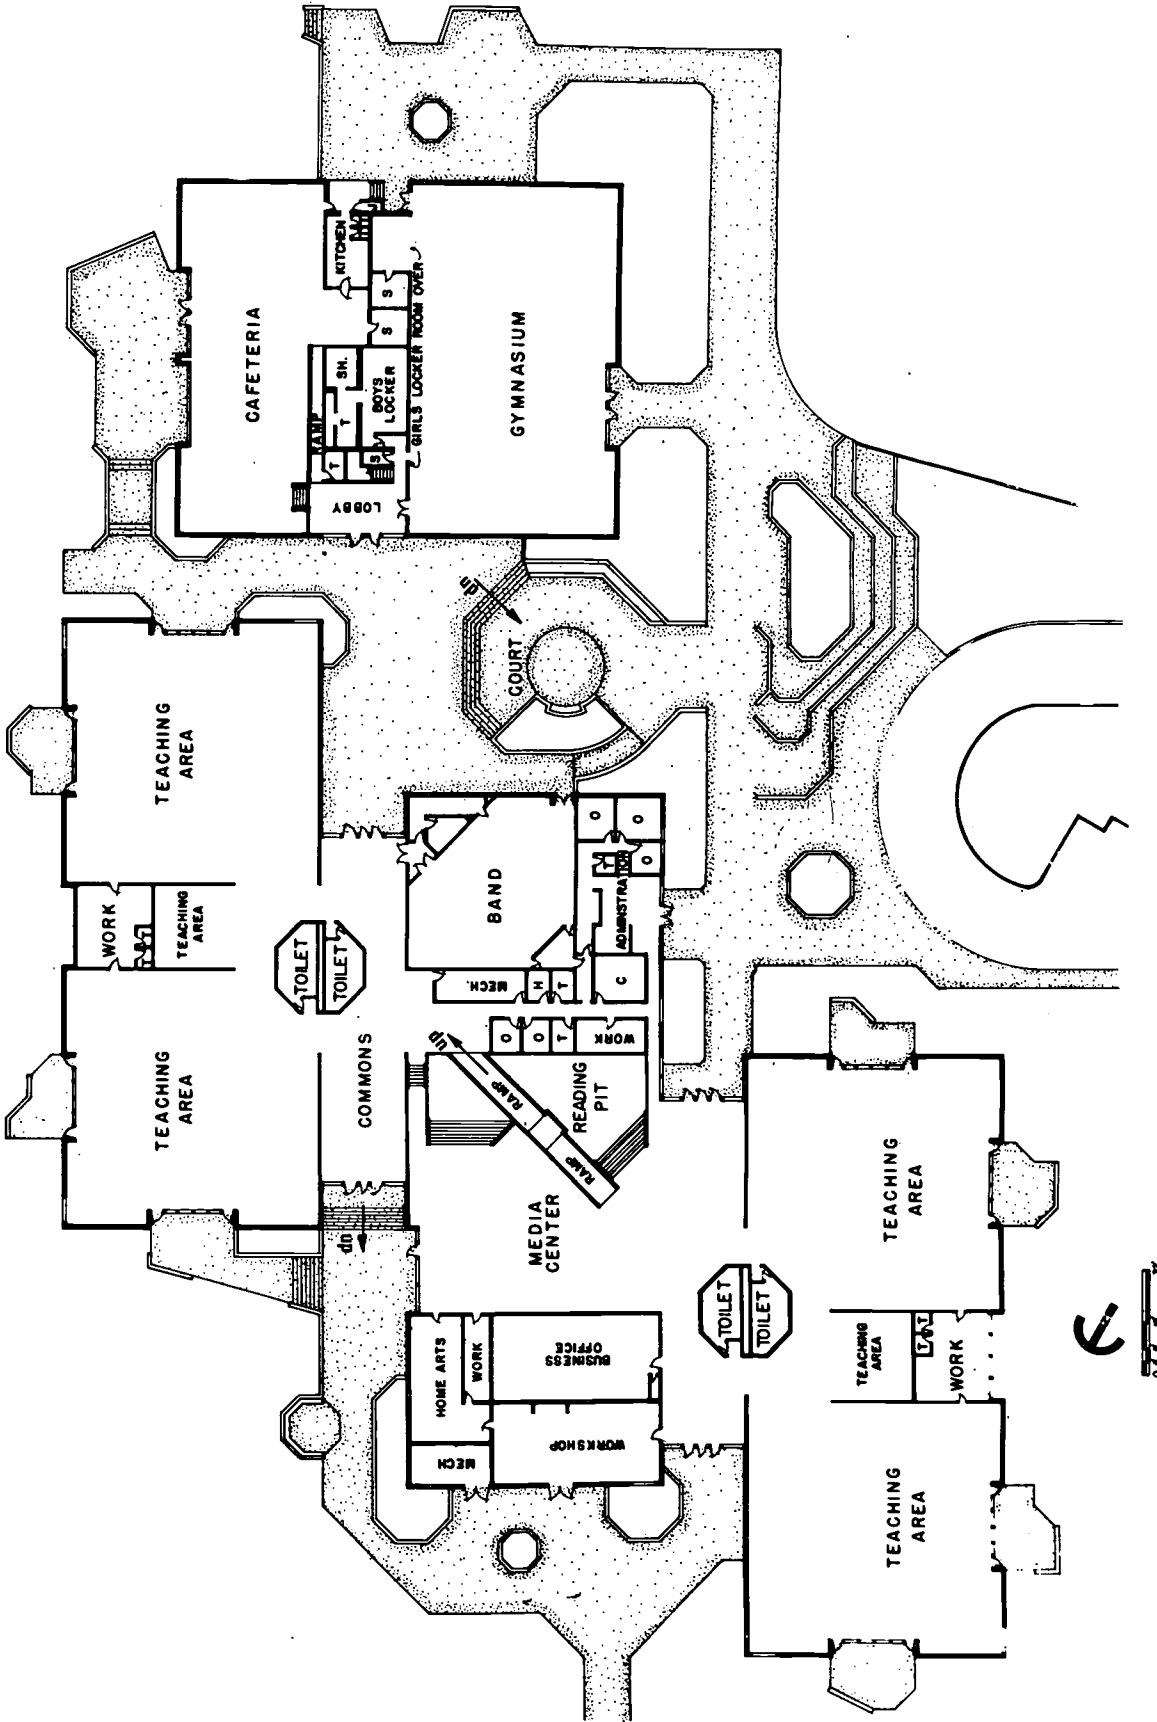 CAFETERIA
KITCHEN
S
S
SH.
RAMP
T
BOYS
LOCKER
GIRLS LOCKER ROOM OVER
T
S
LOBBY
GYMNASIUM
dn
COURT
TEACHING
AREA
WORK
TEACHING
AREA
TOILET
TOILET
TEACHING
AREA
COMMONS
dn
BAND
O
O
O
T
ADMINSTRATION
H
MECH.
H
T
C
O
O
T
WORK
up
RAMP
RAMP
READING
PIT
MEDIA
CENTER
HOME ARTS
WORK
BUSINESS
OFFICE
MECH
WORKSHOP
TOILET
TOILET
TEACHING
AREA
TEACHING
AREA
T
T
WORK
TEACHING
AREA